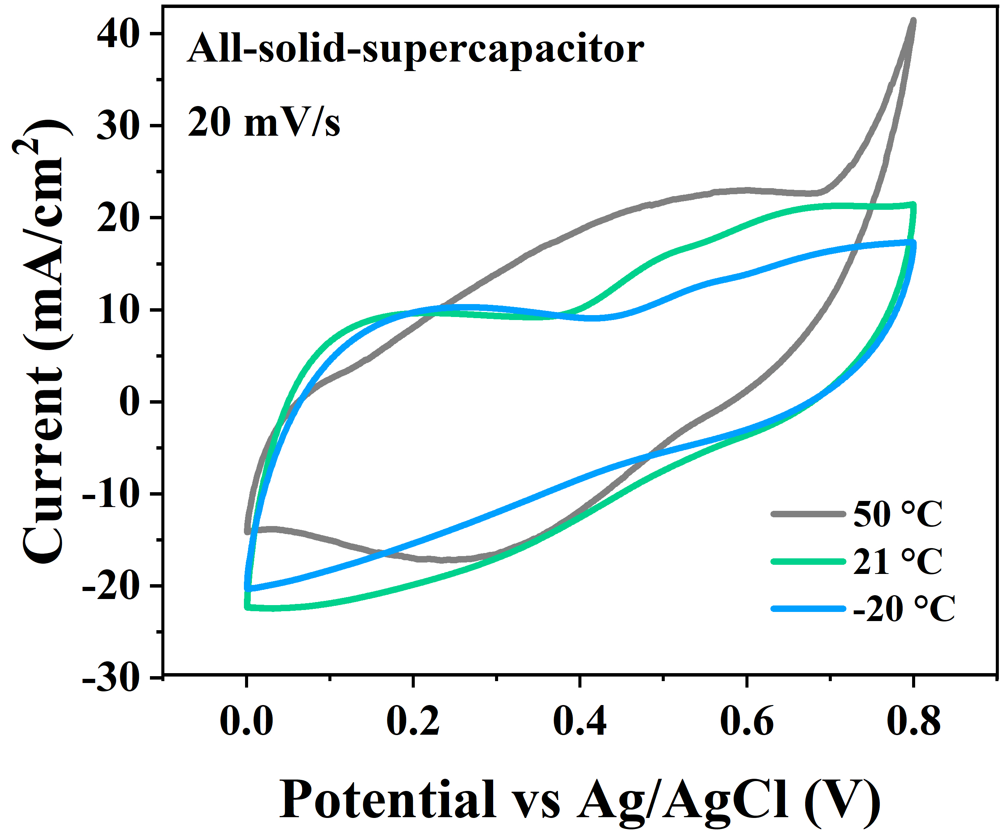 All-solid-supercapacitor
20 mV/s
40
30
20
10
0
-10
-20
-30
Current (mA/cm²)
50 °C
21 °C
-20 °C
0.0 0.2 0.4 0.6 0.8
Potential vs Ag/AgCl (V)